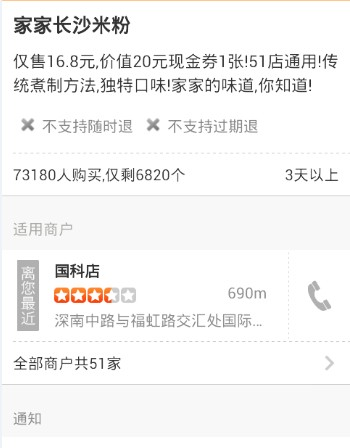 家家长沙米粉
仅售16.8元,价值20元现金券1张!51店通用!传
统煮制方法,独特口味!家家的味道,你知道!
不支持随时退 不支持过期退
73180人购买,仅剩6820个 3天以上
适用商户
离您最近
国科店
690m
深南中路与福虹路交汇处国际...
全部商户共51家
通知